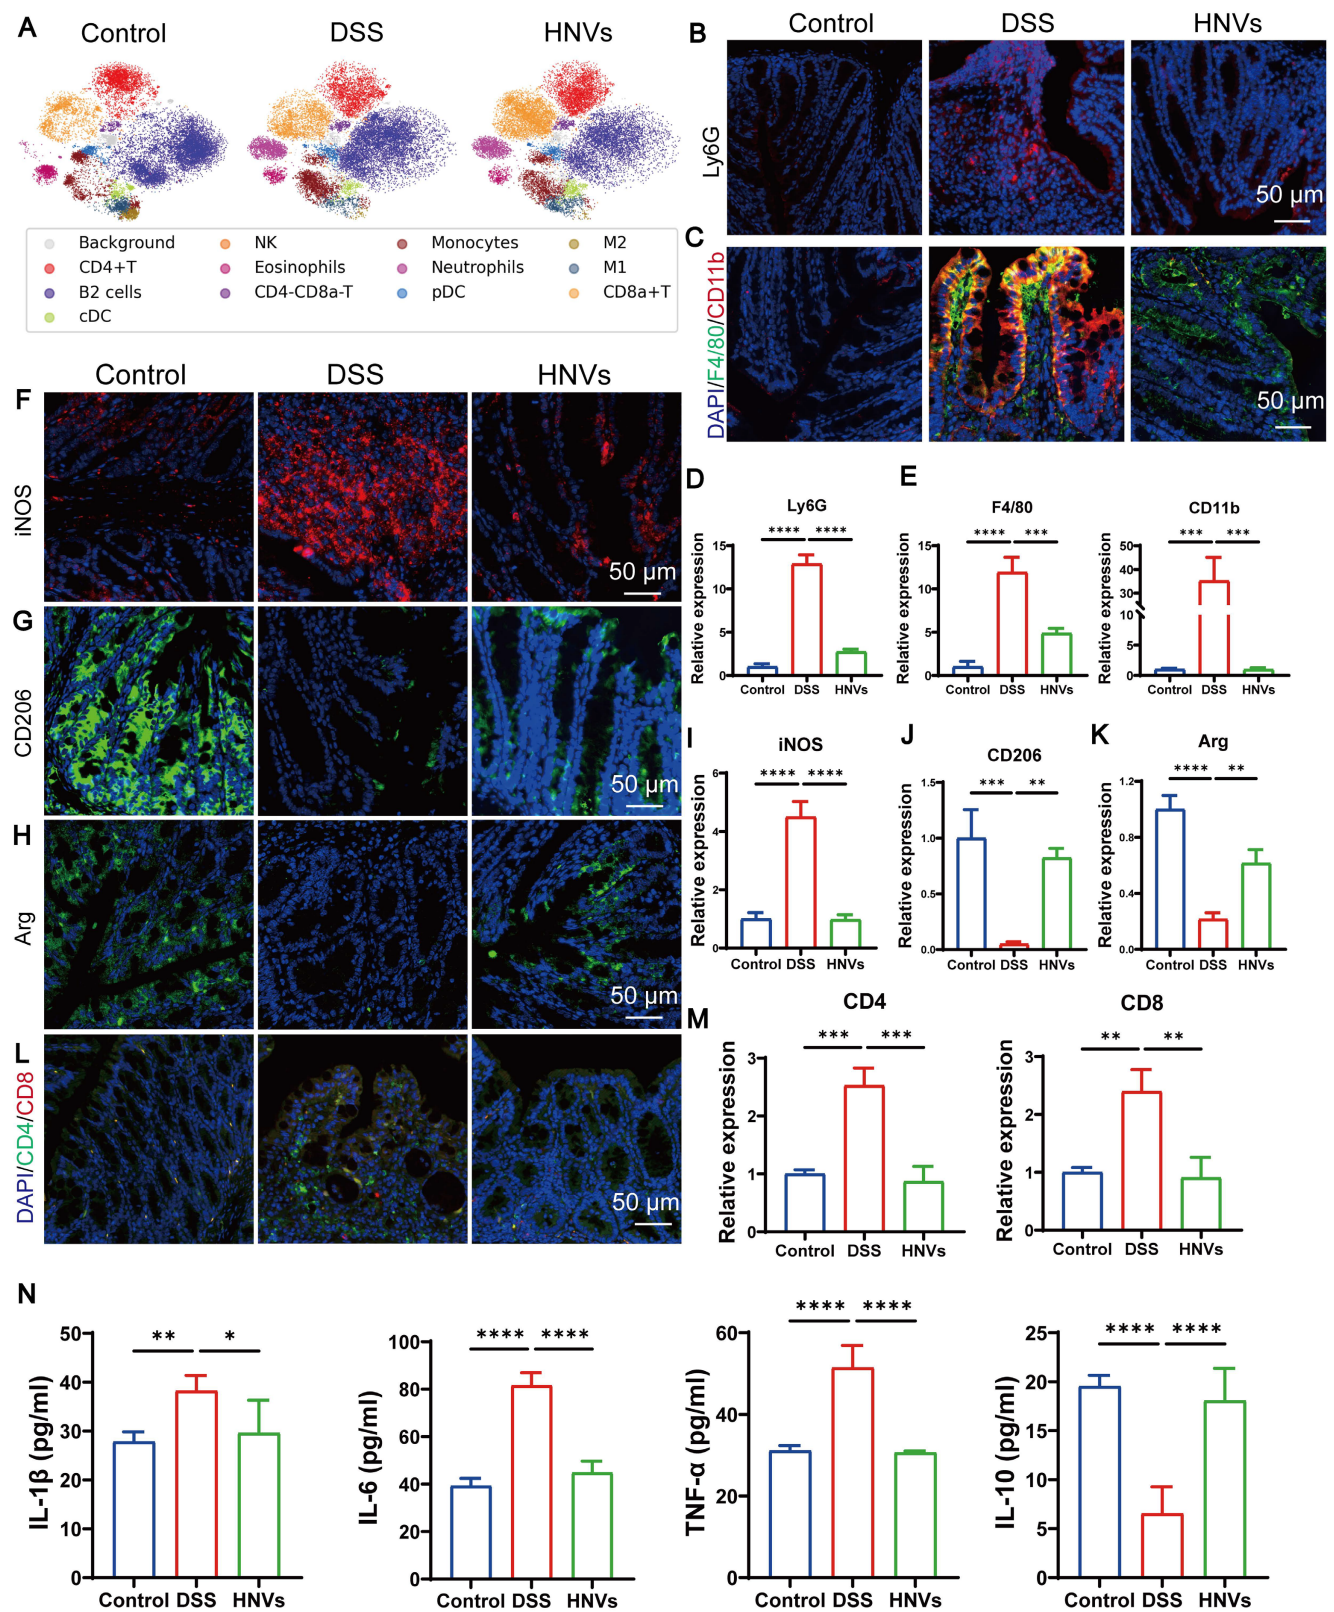 A
Control DSS HNVs
Background NK Monocytes M2
CD4+T Eosinophils Neutrophils M1
B2 cells CD4-CD8a-T pDC CD8a+T
cDC
B Control DSS HNVs
Ly6G
50 μm
C
DAPI/F4/80/CD11b
50 μm
D
Ly6G
**** ****
Relative expression
15
10
5
0
Control DSS HNVs
E
F4/80
**** ***
Relative expression
15
10
5
0
Control DSS HNVs
CD11b
*** ***
Relative expression
50
40
30
10
5
0
Control DSS HNVs
Control DSS HNVs
F
iNOS
50 μm
G
CD206
50 μm
H
Arg
50 μm
I
iNOS
**** ****
Relative expression
6
4
2
0
Control DSS HNVs
J
CD206
*** **
Relative expression
1.5
1.0
0.5
0.0
Control DSS HNVs
K
Arg
**** **
Relative expression
1.2
0.8
0.4
0.0
Control DSS HNVs
L
DAPI/CD4/CD8
50 μm
M
CD4
*** ***
Relative expression
3
2
1
0
Control DSS HNVs
CD8
** **
Relative expression
3
2
1
0
Control DSS HNVs
N
** *
IL-1β (pg/ml)
50
40
30
20
10
0
Control DSS HNVs
**** ****
IL-6 (pg/ml)
100
80
60
40
20
0
Control DSS HNVs
**** ****
TNF-α (pg/ml)
60
40
20
0
Control DSS HNVs
**** ****
IL-10 (pg/ml)
25
20
15
10
5
0
Control DSS HNVs